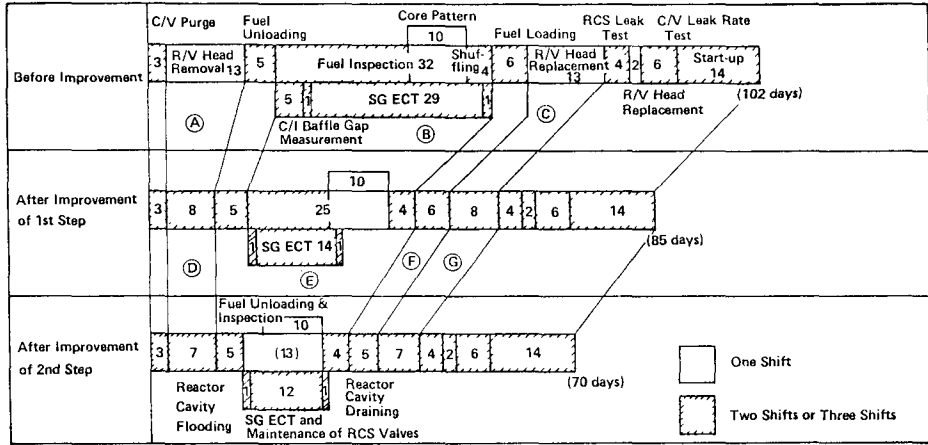 C/V Purge
Fuel
Unloading
Core Pattern
10
Fuel Loading
RCS Leak
Test
C/V Leak Rate
Test
Before Improvement
3
R/V Head
Removal 13
5
Fuel Inspection 32
Shuf-
fling 4
6
R/V Head
Replacement
13
4
2
6
Start-up
14
(102 days)
5
1
SG ECT 29
1
C/I Baffle Gap
Measurement
R/V Head
Replacement
A
B
C
After Improvement
of 1st Step
10
3
8
5
25
4
6
8
4
2
6
14
(85 days)
1
SG ECT 14
1
D
E
F
G
After Improvement
of 2nd Step
Fuel Unloading &
Inspection
10
3
7
5
(13)
4
5
7
4
2
6
14
(70 days)
1
12
1
Reactor
Cavity
Flooding
SG ECT and
Maintenance of RCS Valves
Reactor
Cavity
Draining
One Shift
Two Shifts or Three Shifts